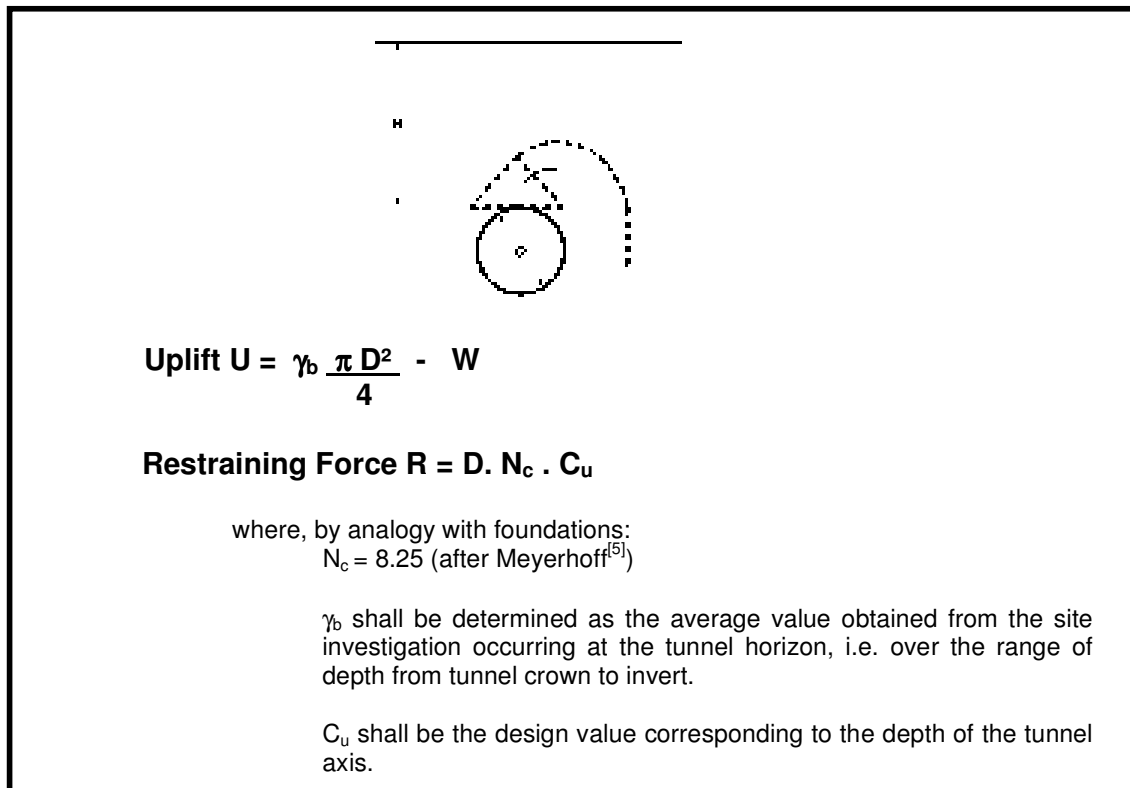 H
Uplift U = γb π D² - W
4
Restraining Force R = D. Nc . Cu
where, by analogy with foundations:
Nc = 8.25 (after Meyerhoff[5])
γb shall be determined as the average value obtained from the site
investigation occurring at the tunnel horizon, i.e. over the range of
depth from tunnel crown to invert.
Cu shall be the design value corresponding to the depth of the tunnel
axis.